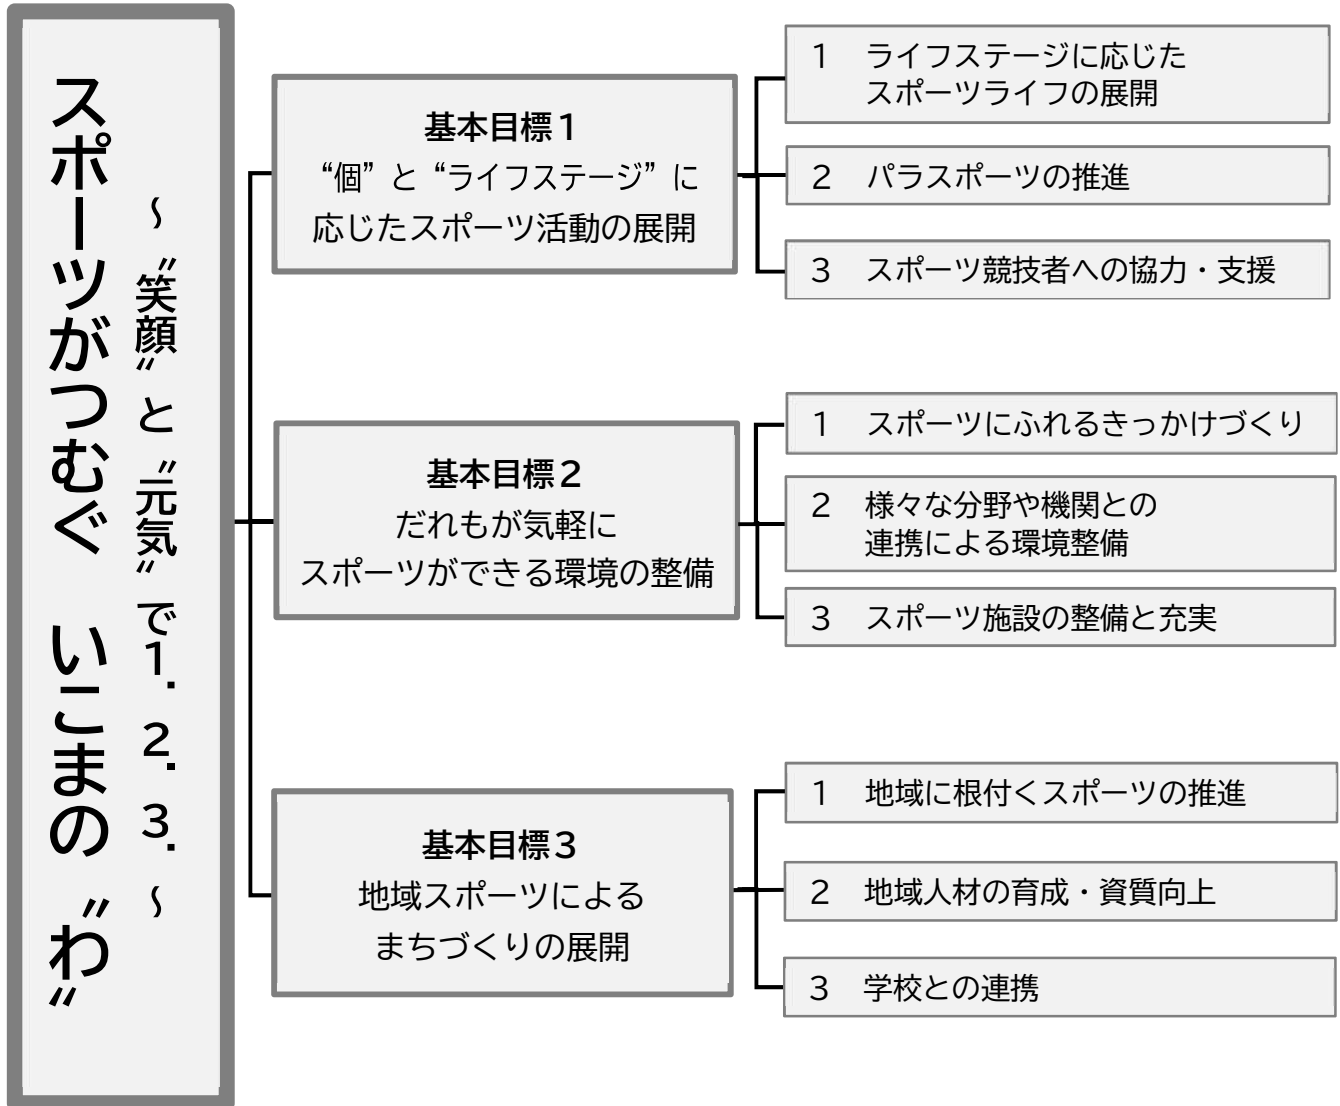 スポーツがつむぐ　いこまの〝わ〟
～〝笑顔〟と〝元気〟で１．２．３．～
基本目標１
“個”と“ライフステージ”に
応じたスポーツ活動の展開
1　ライフステージに応じた
スポーツライフの展開
2　パラスポーツの推進
3　スポーツ競技者への協力・支援
基本目標２
だれもが気軽に
スポーツができる環境の整備
1　スポーツにふれるきっかけづくり
2　様々な分野や機関との
連携による環境整備
3　スポーツ施設の整備と充実
基本目標３
地域スポーツによる
まちづくりの展開
1　地域に根付くスポーツの推進
2　地域人材の育成・資質向上
3　学校との連携